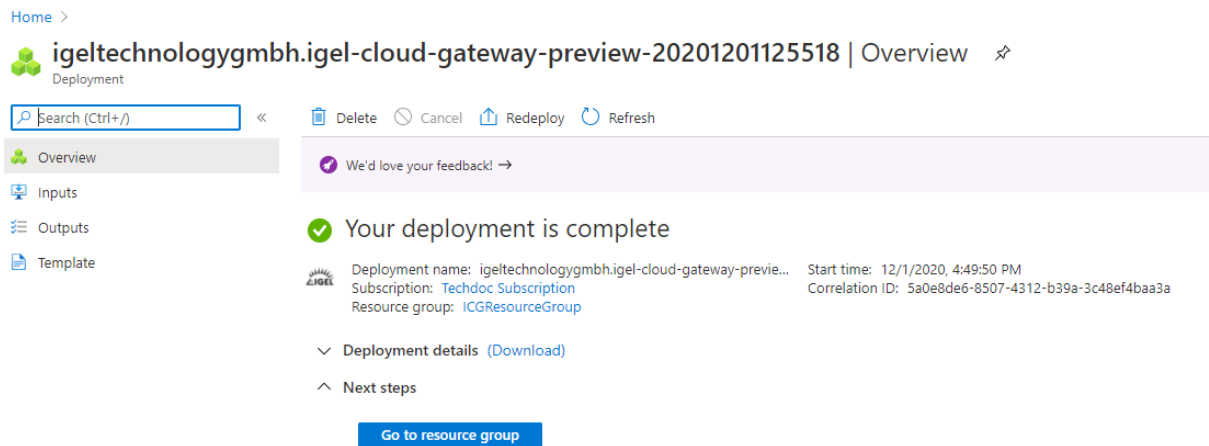 Home >
igeltechnologygmbh.igel-cloud-gateway-preview-20201201125518 | Overview
Deployment
Search (Ctrl+/)
«
Delete
Cancel
Redeploy
Refresh
Overview
We'd love your feedback! →
Inputs
Outputs
Your deployment is complete
Template
IGEL
Deployment name: igeltechnologygmbh.igel-cloud-gateway-previe...
Start time: 12/1/2020, 4:49:50 PM
Subscription: Techdoc Subscription
Correlation ID: 5a0e8de6-8507-4312-b39a-3c48ef4baa3a
Resource group: ICGResourceGroup
Deployment details (Download)
Next steps
Go to resource group